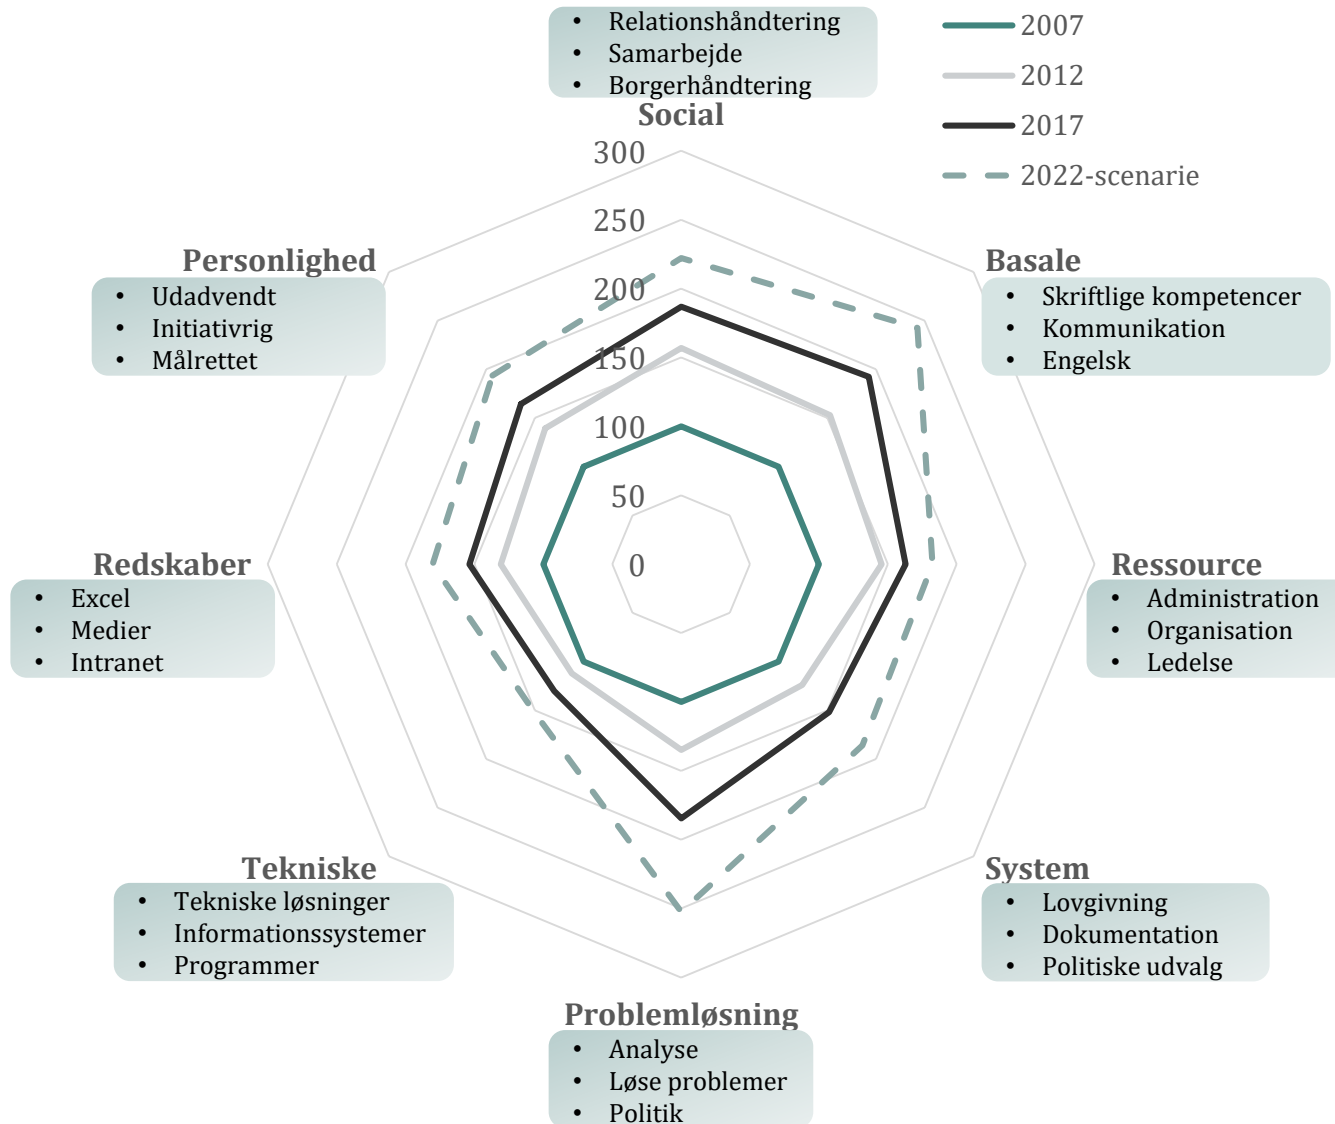 • Relationshåndtering
• Samarbejde
• Borgerhåndtering
Social
2007
2012
2017
2022-scenarie
300
250
200
150
100
50
0
Personlighed
• Udadvendt
• Initiativrig
• Målrettet
Basale
• Skriftlige kompetencer
• Kommunikation
• Engelsk
Redskaber
• Excel
• Medier
• Intranet
Ressource
• Administration
• Organisation
• Ledelse
Tekniske
• Tekniske løsninger
• Informationssystemer
• Programmer
System
• Lovgivning
• Dokumentation
• Politiske udvalg
Problemløsning
• Analyse
• Løse problemer
• Politik